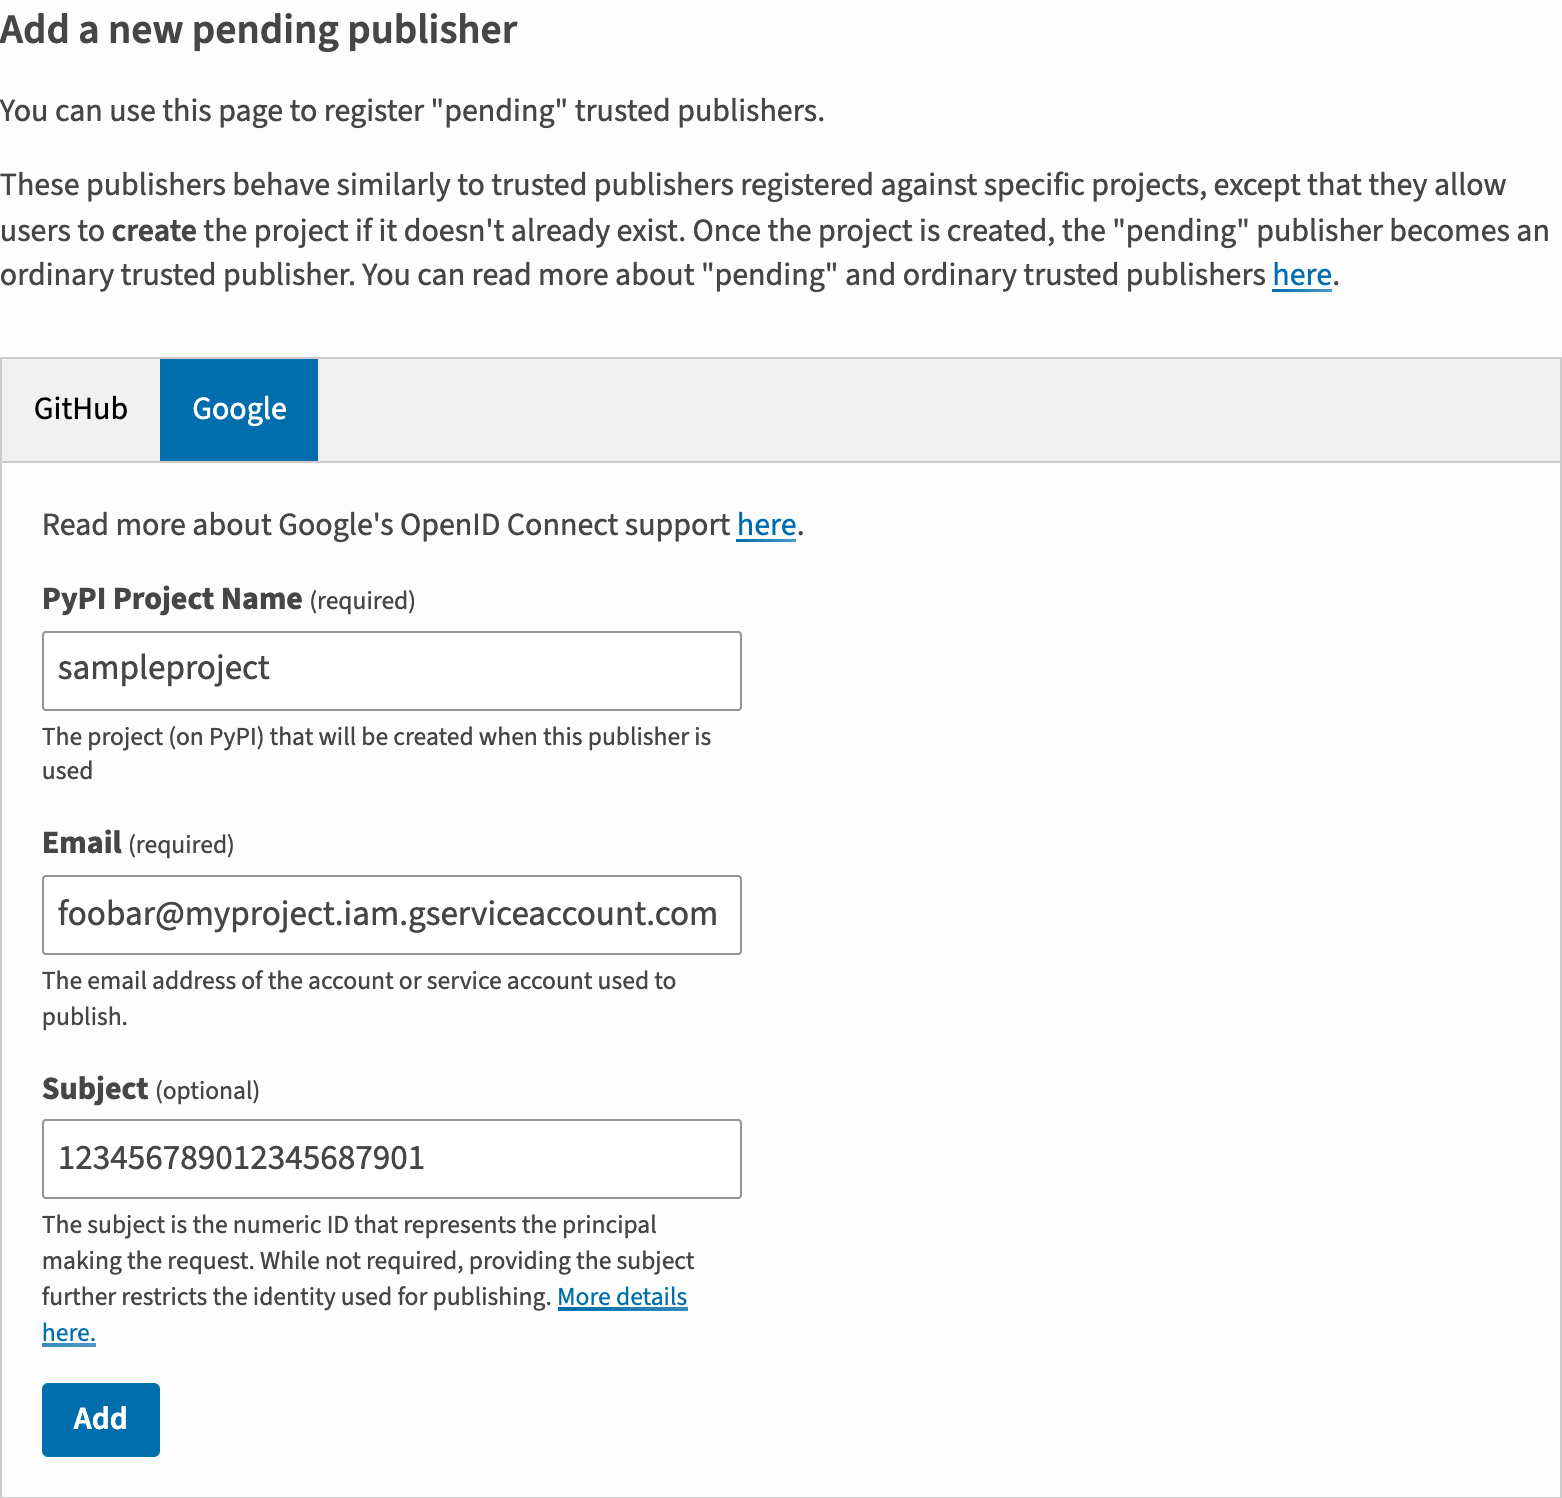 Add a new pending publisher
You can use this page to register "pending" trusted publishers.
These publishers behave similarly to trusted publishers registered against specific projects, except that they allow
users to create the project if it doesn't already exist. Once the project is created, the "pending" publisher becomes an
ordinary trusted publisher. You can read more about "pending" and ordinary trusted publishers here.
GitHub Google
Read more about Google's OpenID Connect support here.
PyPI Project Name (required)
sampleproject
The project (on PyPI) that will be created when this publisher is
used
Email (required)
foobar@myproject.iam.gserviceaccount.com
The email address of the account or service account used to
publish.
Subject (optional)
123456789012345687901
The subject is the numeric ID that represents the principal
making the request. While not required, providing the subject
further restricts the identity used for publishing. More details
here.
Add